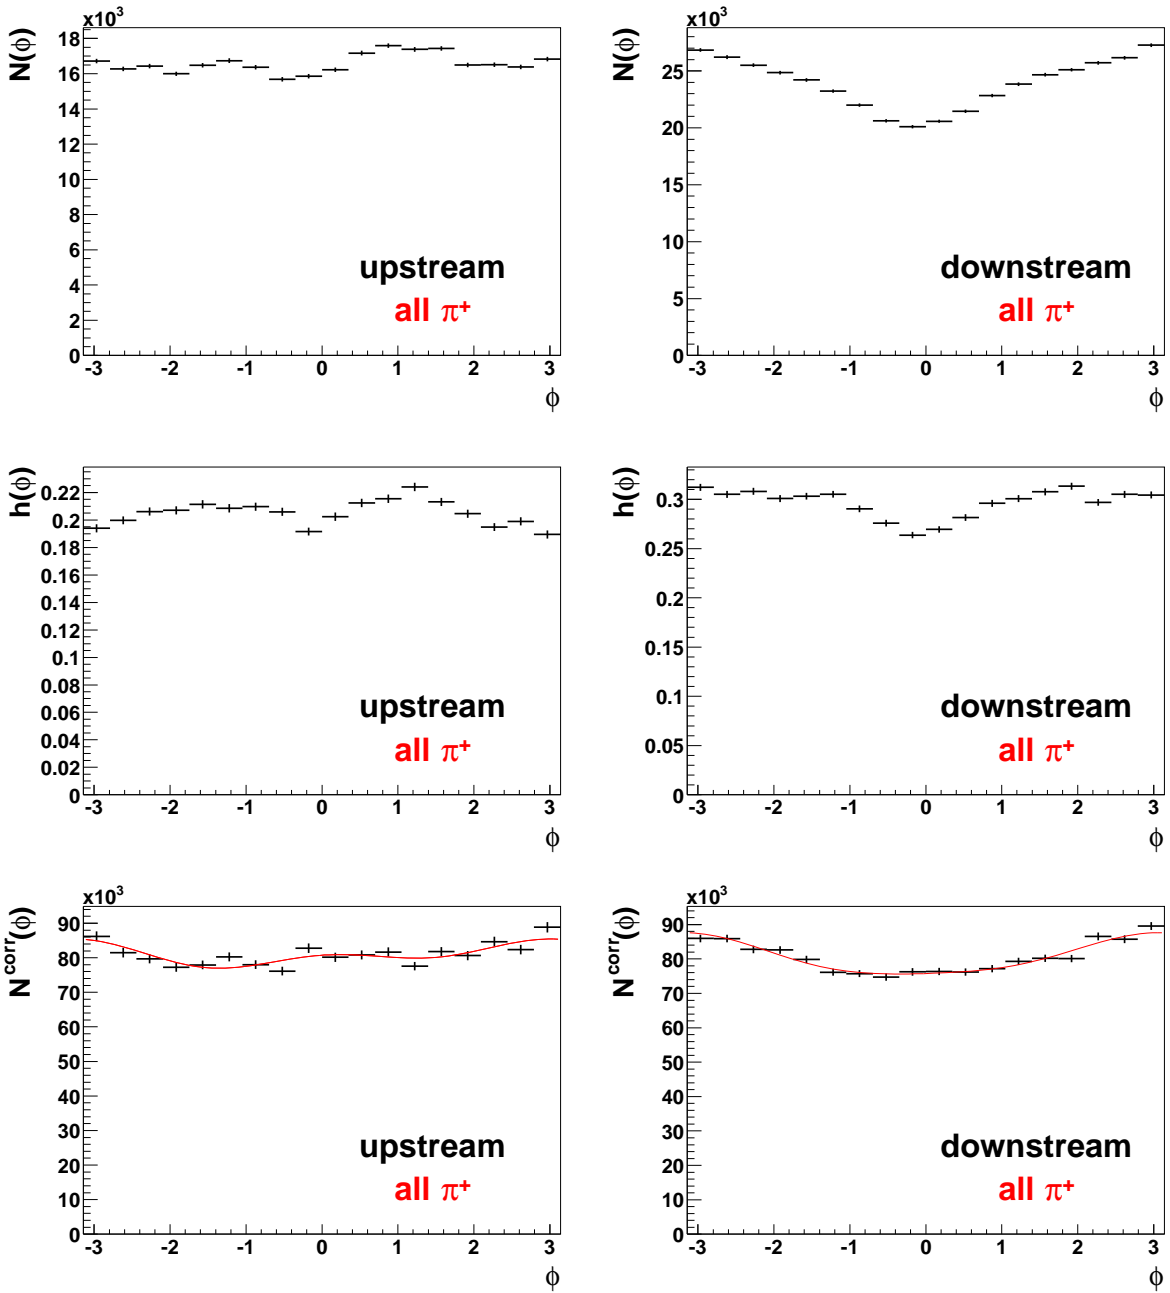 x10³
N(ϕ)
18
16
14
12
10
8
6
4
2
0
upstream
all π⁺
-3 -2 -1 0 1 2 3
ϕ
x10³
N(ϕ)
25
20
15
10
5
0
downstream
all π⁺
-3 -2 -1 0 1 2 3
ϕ
h(ϕ)
0.22
0.2
0.18
0.16
0.14
0.12
0.1
0.08
0.06
0.04
0.02
0
upstream
all π⁺
-3 -2 -1 0 1 2 3
ϕ
h(ϕ)
0.3
0.25
0.2
0.15
0.1
0.05
0
downstream
all π⁺
-3 -2 -1 0 1 2 3
ϕ
x10³
N^corr(ϕ)
90
80
70
60
50
40
30
20
10
0
upstream
all π⁺
-3 -2 -1 0 1 2 3
ϕ
x10³
N^corr(ϕ)
90
80
70
60
50
40
30
20
10
0
downstream
all π⁺
-3 -2 -1 0 1 2 3
ϕ